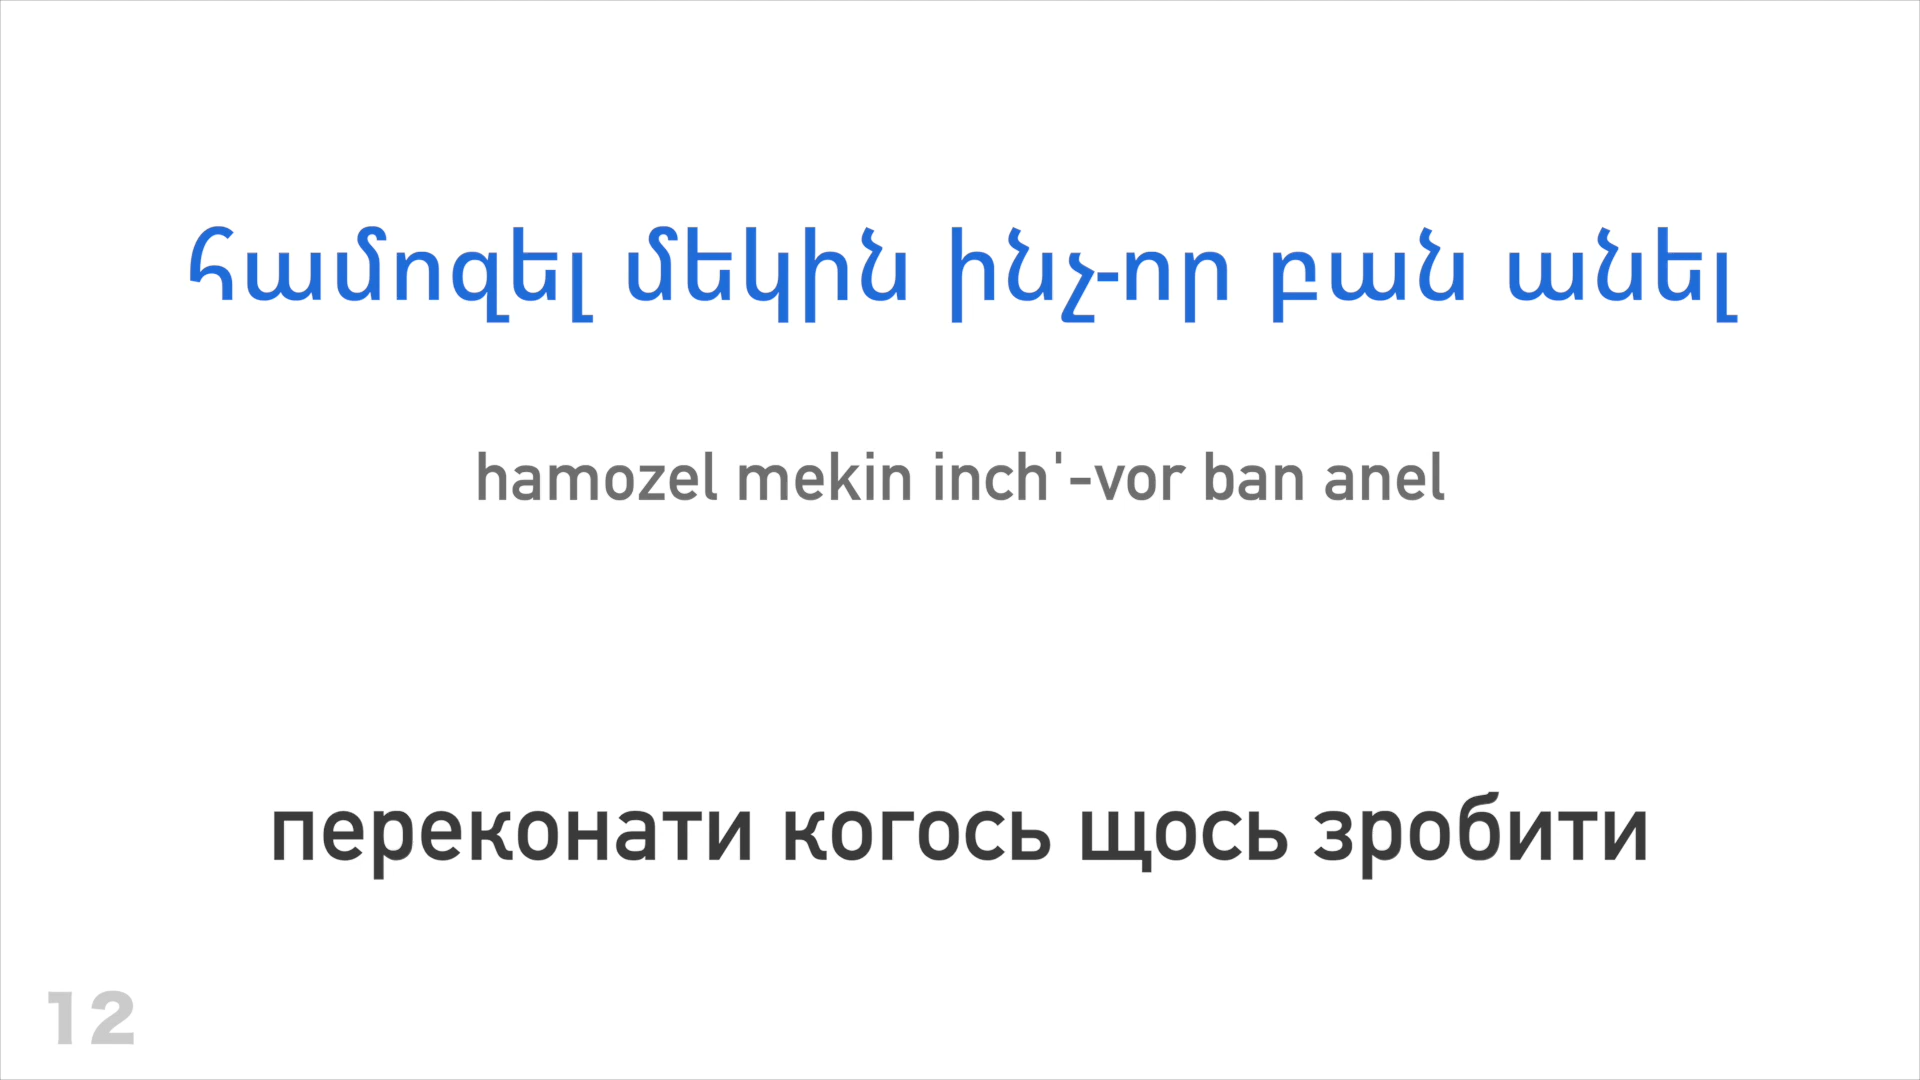 համոզել մեկին ինչ-որ բան անել
hamozel mekin inch'-vor ban anel
переконати когось щось зробити
12